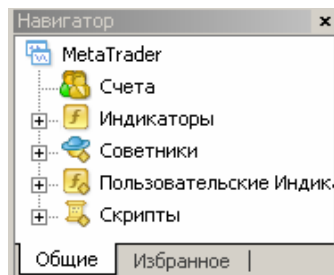 Навигатор
MetaTrader
Счета
Индикаторы
Советники
Пользовательские Индик
Скрипты
Общие
Избранное